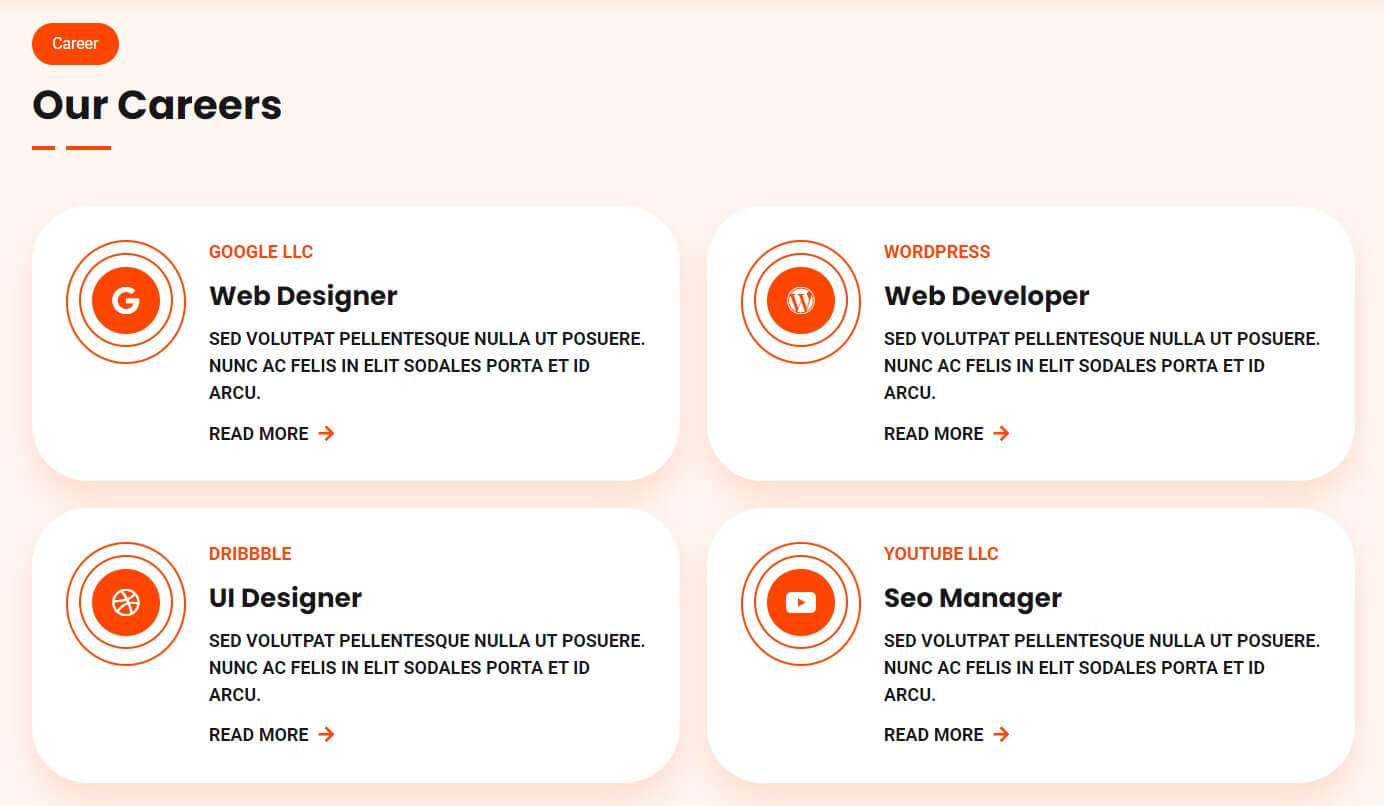 Career
Our Careers
GOOGLE LLC
Web Designer
SED VOLUTPAT PELLENTESQUE NULLA UT POSUERE.
NUNC AC FELIS IN ELIT SODALES PORTA ET ID
ARCU.
READ MORE
WORDPRESS
Web Developer
SED VOLUTPAT PELLENTESQUE NULLA UT POSUERE.
NUNC AC FELIS IN ELIT SODALES PORTA ET ID
ARCU.
READ MORE
DRIBBBLE
UI Designer
SED VOLUTPAT PELLENTESQUE NULLA UT POSUERE.
NUNC AC FELIS IN ELIT SODALES PORTA ET ID
ARCU.
READ MORE
YOUTUBE LLC
Seo Manager
SED VOLUTPAT PELLENTESQUE NULLA UT POSUERE.
NUNC AC FELIS IN ELIT SODALES PORTA ET ID
ARCU.
READ MORE